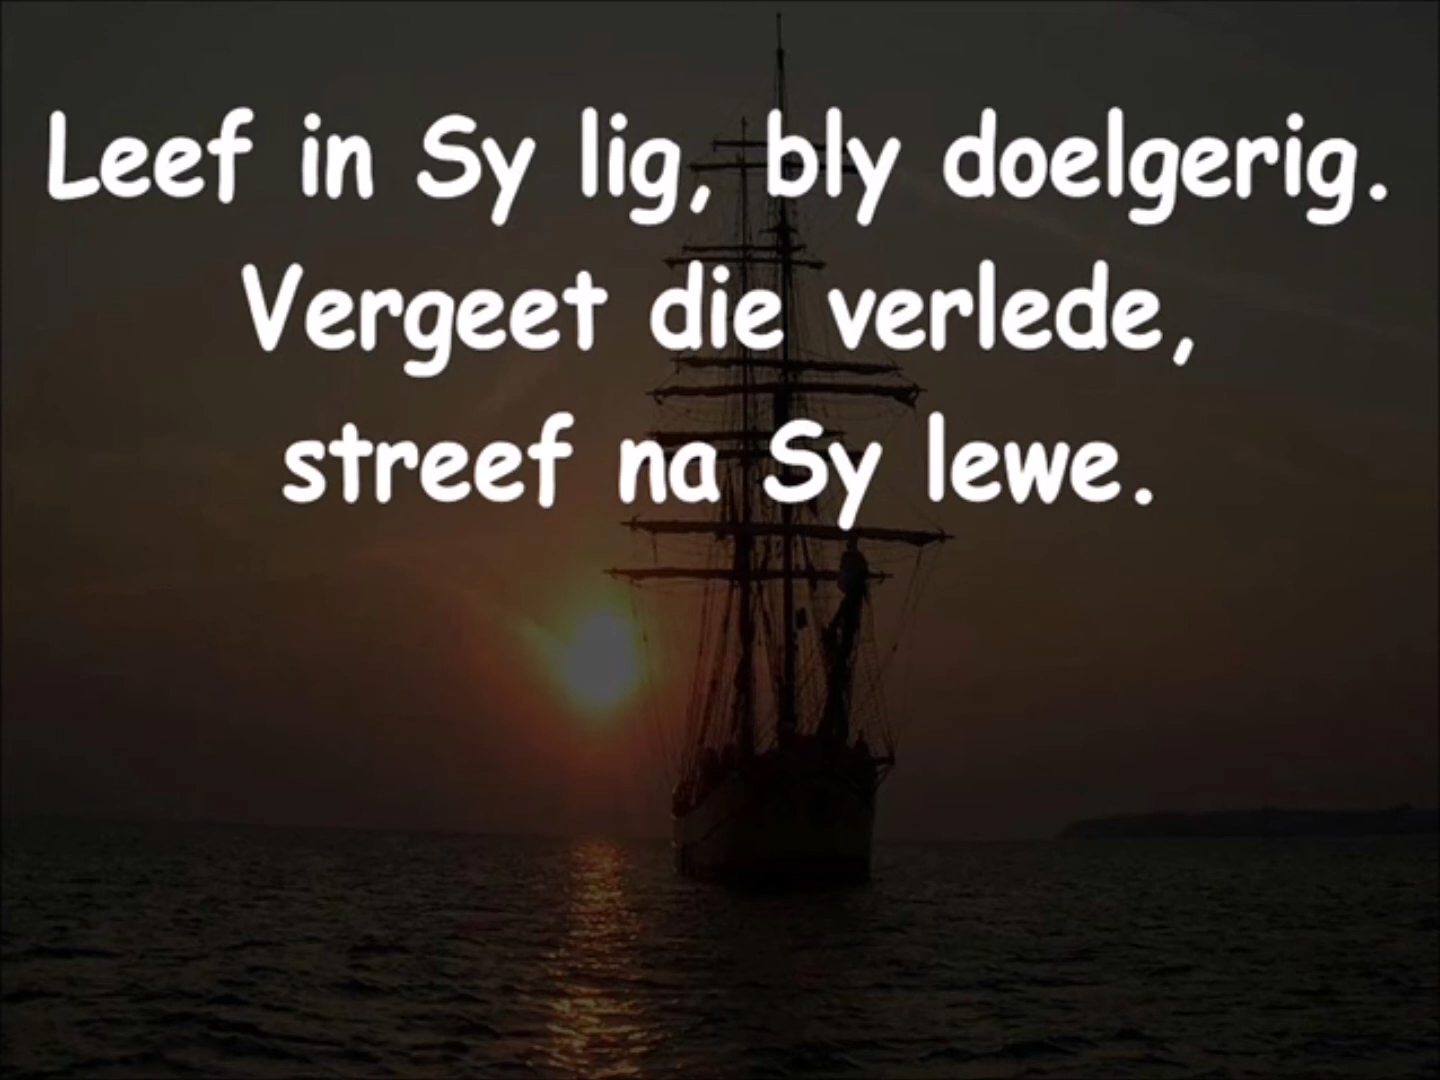 Leef in Sy lig, bly doelgerig.
Vergeet die verlede,
streef na Sy lewe.